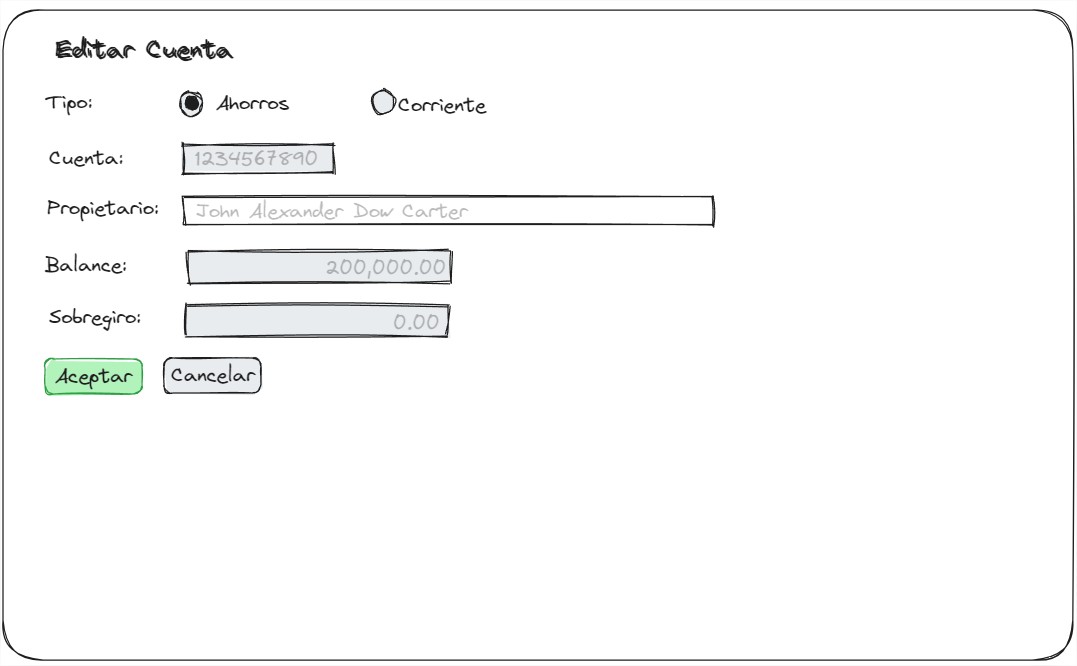 Editar Cuenta
Tipo: Ahorros Corriente
Cuenta: 1234567890
Propietario: John Alexander Dow Carter
Balance: 200,000.00
Sobregiro: 0.00
Aceptar Cancelar